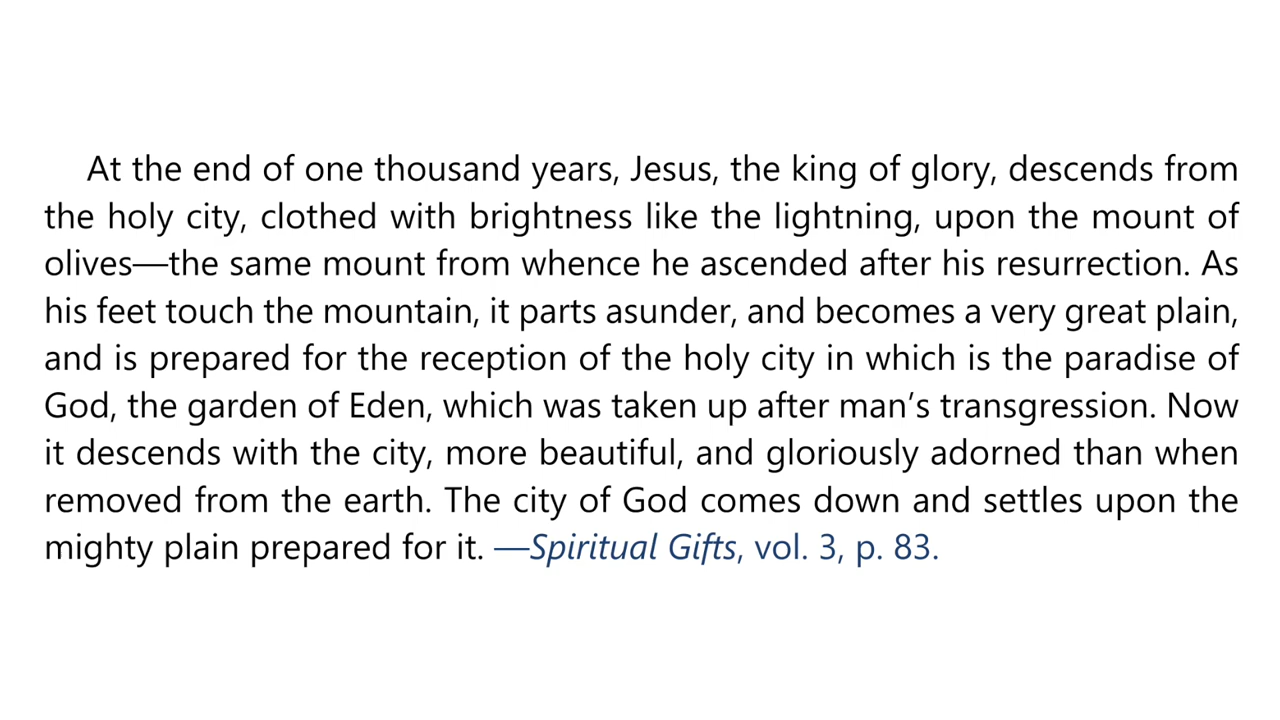 At the end of one thousand years, Jesus, the king of glory, descends from
the holy city, clothed with brightness like the lightning, upon the mount of
olives—the same mount from whence he ascended after his resurrection. As
his feet touch the mountain, it parts asunder, and becomes a very great plain,
and is prepared for the reception of the holy city in which is the paradise of
God, the garden of Eden, which was taken up after man’s transgression. Now
it descends with the city, more beautiful, and gloriously adorned than when
removed from the earth. The city of God comes down and settles upon the
mighty plain prepared for it. —Spiritual Gifts, vol. 3, p. 83.